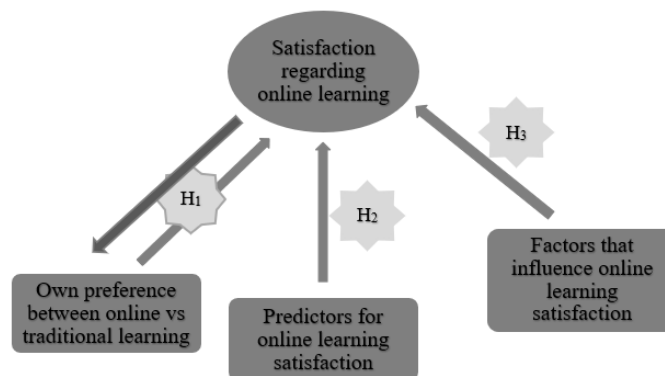 Satisfaction
regarding
online learning
H₃
H₁
H₂
Own preference
between online vs
traditional learning
Predictors for
online learning
satisfaction
Factors that
influence online
learning
satisfaction